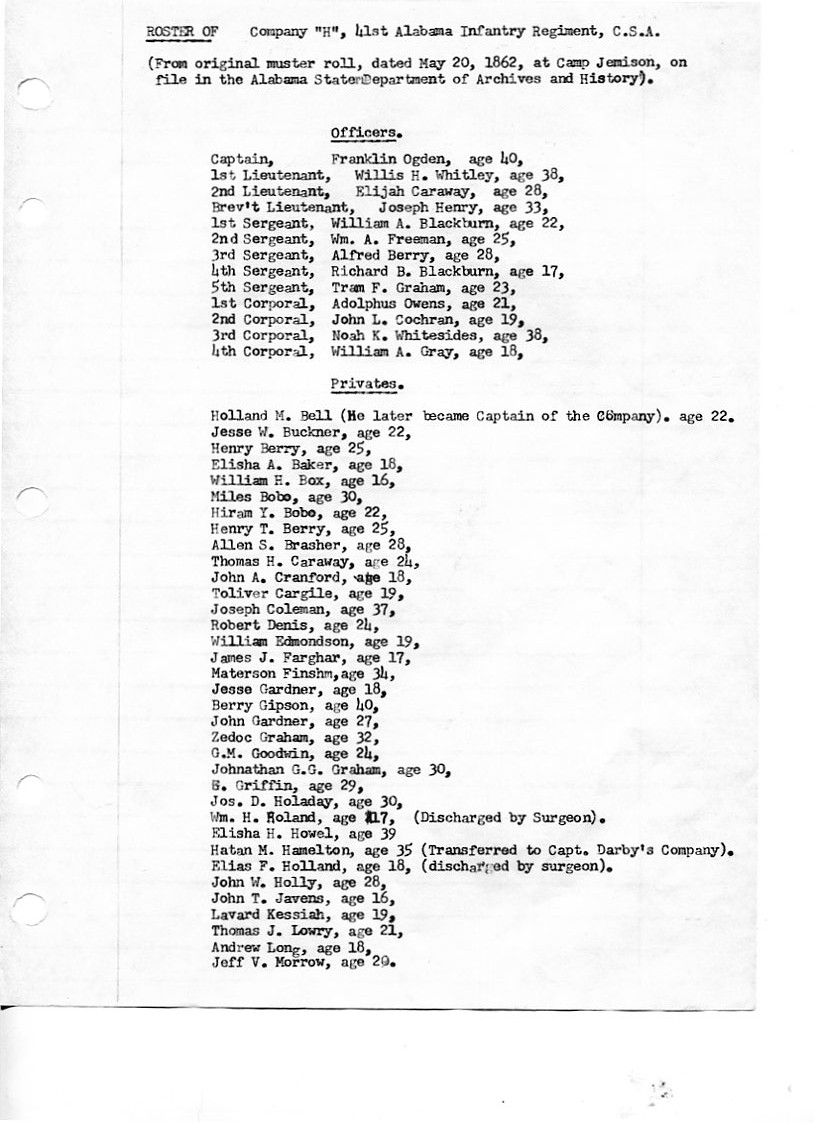 ROSTER OF Company "H", 41st Alabama Infantry Regiment, C.S.A.
(From original muster roll, dated May 20, 1862, at Camp Jemison, on
file in the Alabama State Department of Archives and History).
Officers.
Captain, Franklin Ogden, age 40,
1st Lieutenant, Willis H. Whitley, age 38,
2nd Lieutenant, Elijah Caraway, age 28,
Brev't Lieutenant, Joseph Henry, age 33,
1st Sergeant, William A. Blackburn, age 22,
2nd Sergeant, Wm. A. Freeman, age 25,
3rd Sergeant, Alfred Berry, age 28,
4th Sergeant, Richard B. Blackburn, age 17,
5th Sergeant, Tram F. Graham, age 23,
1st Corporal, Adolphus Owens, age 21,
2nd Corporal, John L. Cochran, age 19,
3rd Corporal, Noah K. Whitesides, age 38,
4th Corporal, William A. Gray, age 18,
Privates.
Holland M. Bell (He later became Captain of the Company). age 22.
Jesse W. Buckner, age 22,
Henry Berry, age 25,
Elisha A. Baker, age 18,
William H. Box, age 16,
Miles Bobo, age 30,
Hiram Y. Bobo, age 22,
Henry T. Berry, age 25,
Allen S. Brasher, age 28,
Thomas H. Caraway, age 24,
John A. Cranford, age 18,
Toliver Cargile, age 19,
Joseph Coleman, age 37,
Robert Denis, age 24,
William Edmondson, age 19,
James J. Farghar, age 17,
Materson Finshm,age 34,
Jesse Gardner, age 18,
Berry Gipson, age 40,
John Gardner, age 27,
Zedoc Graham, age 32,
G.M. Goodwin, age 24,
Johnathan G.G. Graham, age 30,
Griffin, age 29,
Jos. D. Holaday, age 30,
Wm. H. Roland, age 17, (Discharged by Surgeon).
Elisha H. Howel, age 39
Hatan M. Hamelton, age 35 (Transferred to Capt. Darby's Company).
Elias F. Holland, age 18, (discharged by surgeon).
John W. Holly, age 28,
John T. Javens, age 16,
Lavard Kessiah, age 19,
Thomas J. Lowry, age 21,
Andrew Long, age 18,
Jeff V. Morrow, age 20.